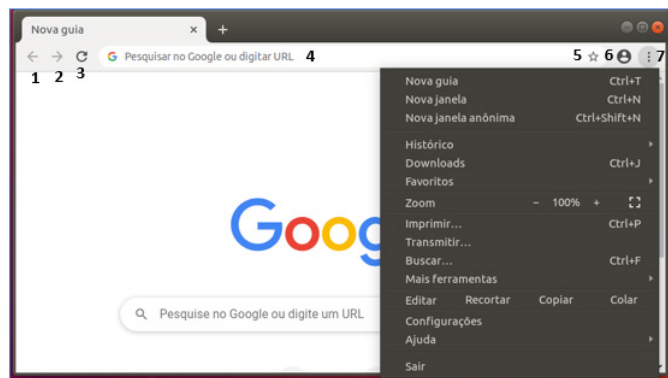 Nova guia
Pesquisar no Google ou digitar URL 4 5 6 7
1 2 3
Nova guia Ctrl+T
Nova janela Ctrl+N
Nova janela anônima Ctrl+Shift+N
Histórico
Downloads Ctrl+J
Favoritos
Zoom - 100% +
Imprimir... Ctrl+P
Transmitir...
Buscar... Ctrl+F
Mais ferramentas
Editar Recortar Copiar Colar
Configurações
Ajuda
Sair
Goog
Pesquise no Google ou digite um URL